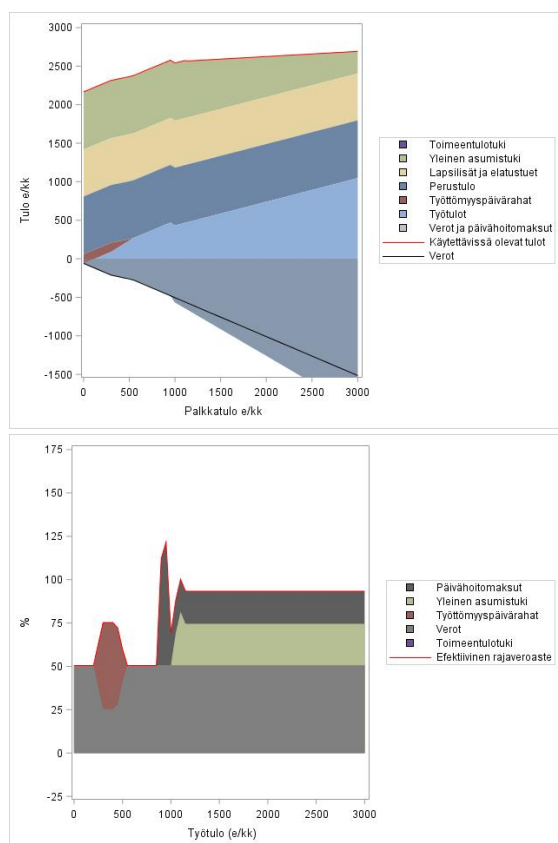 3000
2500
2000
1500
1000
500
0
-500
-1000
-1500
Tulo e/kk
0
500
1000
1500
2000
2500
3000
Palkkatulo e/kk
Toimeentulotuki
Yleinen asumistuki
Lapsilisät ja elatustuet
Perustulo
Työttömyyspäivärahat
Työtulot
Verot ja päivähoitomaksut
Käytettävissä olevat tulot
Verot
175
150
125
100
75
50
25
0
-25
%
0
500
1000
1500
2000
2500
3000
Työtulo (e/kk)
Päivähoitomaksut
Yleinen asumistuki
Työttömyyspäivärahat
Verot
Toimeentulotuki
Efektiivinen rajaveroaste